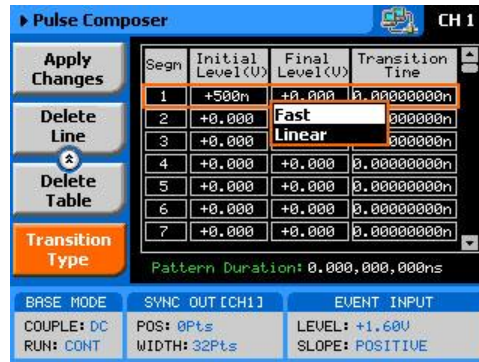 Pulse Composer
CH 1
Apply Changes
Delete Line
Delete Table
Transition Type
Segn Initial Level(V) Final Level(V) Transition Time
1 +500m +0.000 0.00000000n
2 +0.000 000000n
3 +0.000 000000n
Fast
Linear
4 +0.000 +0.000 0.00000000n
5 +0.000 +0.000 0.00000000n
6 +0.000 +0.000 0.00000000n
7 +0.000 +0.000 0.00000000n
Pattern Duration: 0.000,000,000ns
BASE MODE
COUPLE: DC
RUN: CONT
SYNC OUT [CH1]
POS: 0Pts
WIDTH: 32Pts
EVENT INPUT
LEVEL: +1.60V
SLOPE: POSITIVE